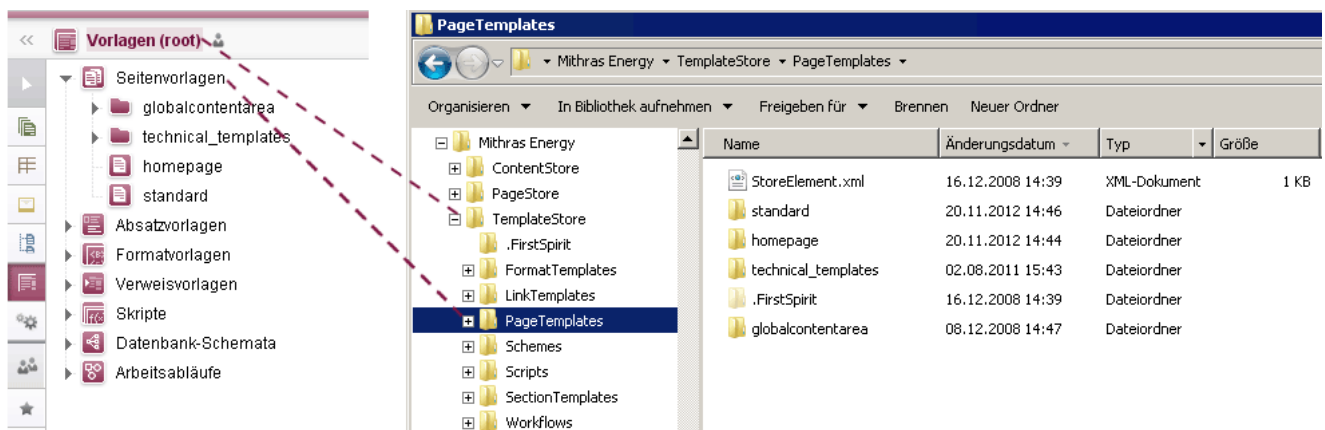 Vorlagen (root)
Seitenvorlagen
globalcontentarea
technical_templates
homepage
standard
Absatzvorlagen
Formatvorlagen
Verweisvorlagen
Skripte
Datenbank-Schemata
Arbeitsabläufe
PageTemplates
Mithras Energy TemplateStore PageTemplates
Organisieren In Bibliothek aufnehmen Freigeben für Brennen Neuer Ordner
Mithras Energy
ContentStore
PageStore
TemplateStore
.FirstSpirit
FormatTemplates
LinkTemplates
PageTemplates
Schemes
Scripts
SectionTemplates
Workflows
Name Änderungsdatum Typ Größe
StoreElement.xml 16.12.2008 14:39 XML-Dokument 1 KB
standard 20.11.2012 14:46 Dateiordner
homepage 20.11.2012 14:44 Dateiordner
technical_templates 02.08.2011 15:43 Dateiordner
.FirstSpirit 16.12.2008 14:39 Dateiordner
globalcontentarea 08.12.2008 14:47 Dateiordner